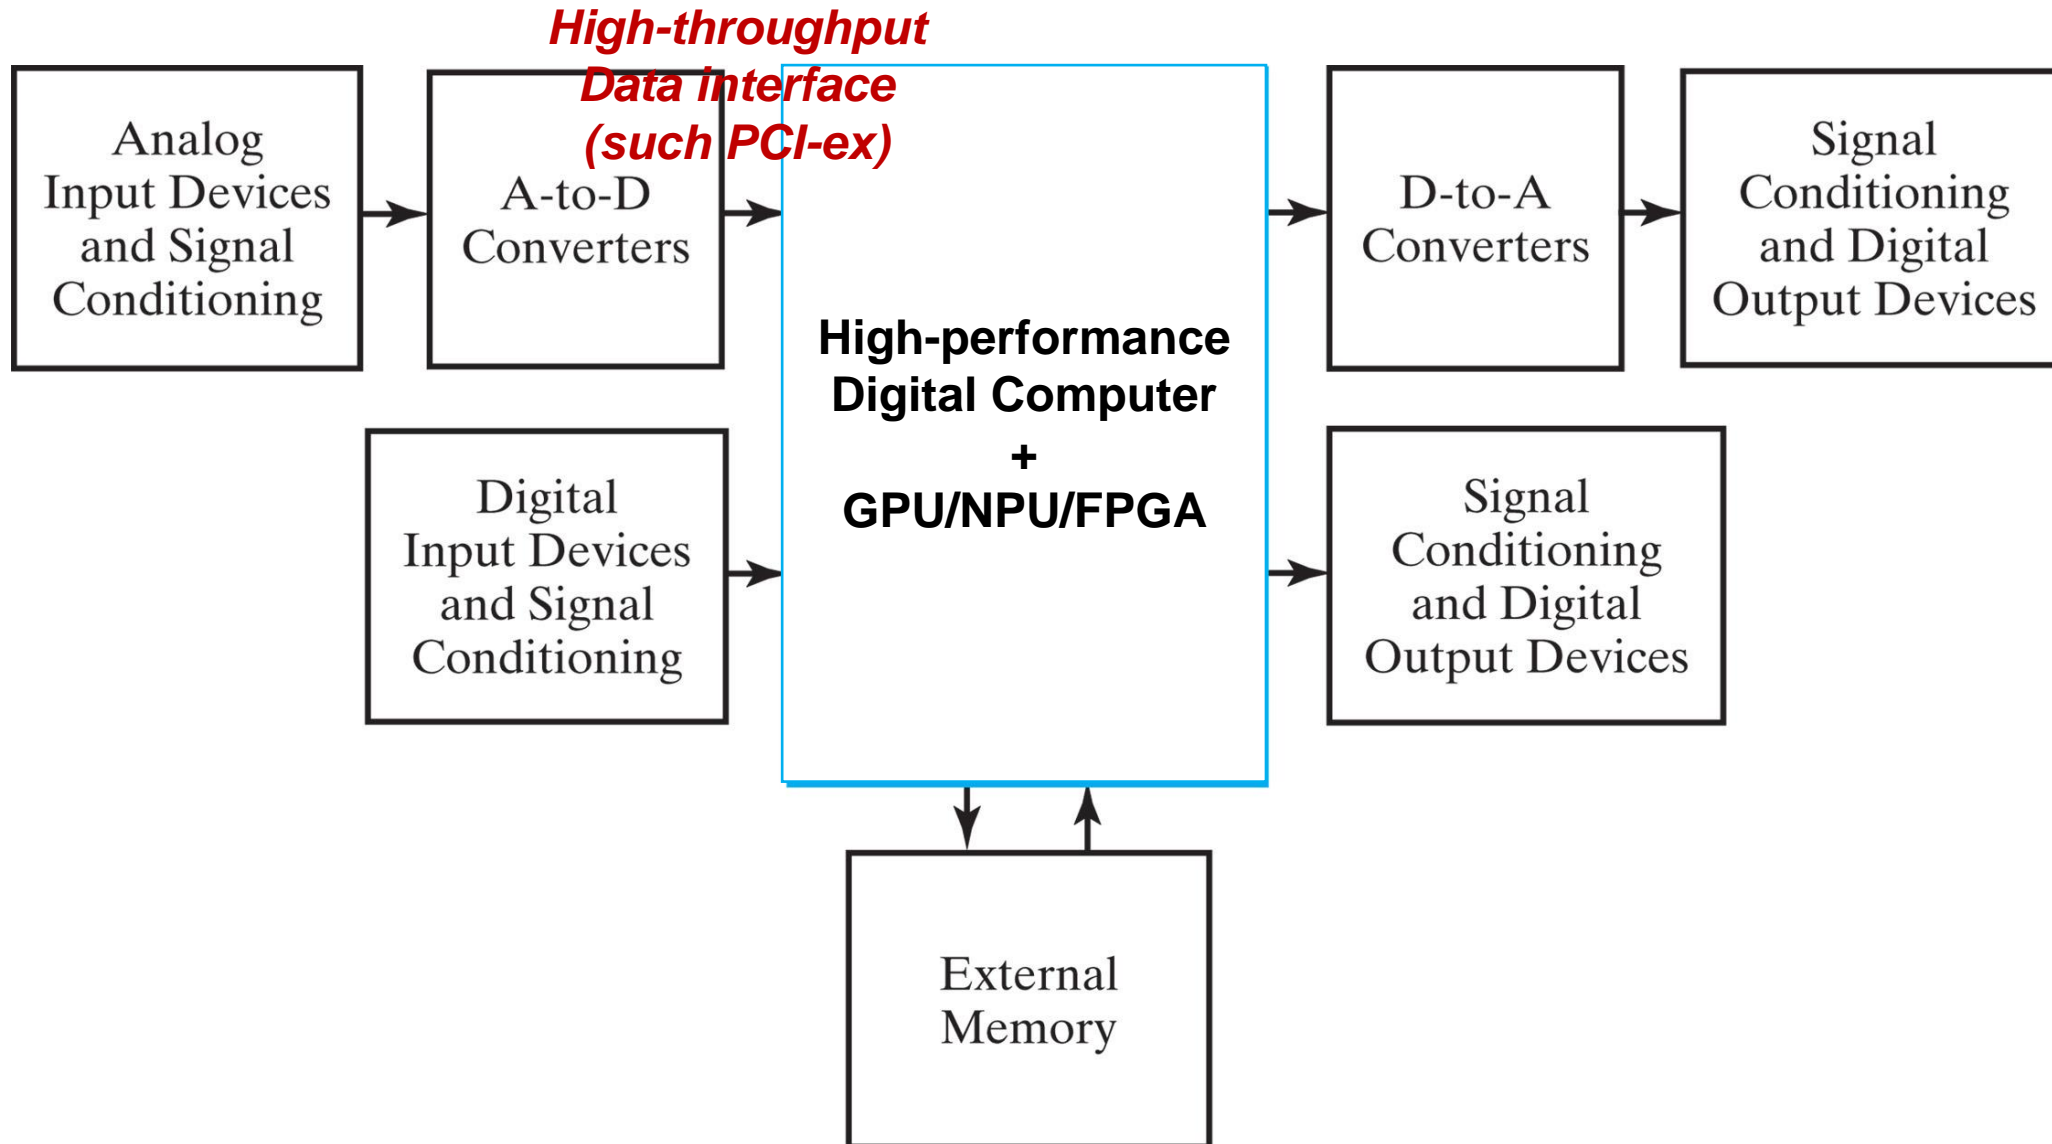 High-throughput
Data interface
(such PCI-ex)
Analog
Input Devices
and Signal
Conditioning
A-to-D
Converters
High-performance
Digital Computer
+
GPU/NPU/FPGA
D-to-A
Converters
Signal
Conditioning
and Digital
Output Devices
Digital
Input Devices
and Signal
Conditioning
Signal
Conditioning
and Digital
Output Devices
External
Memory